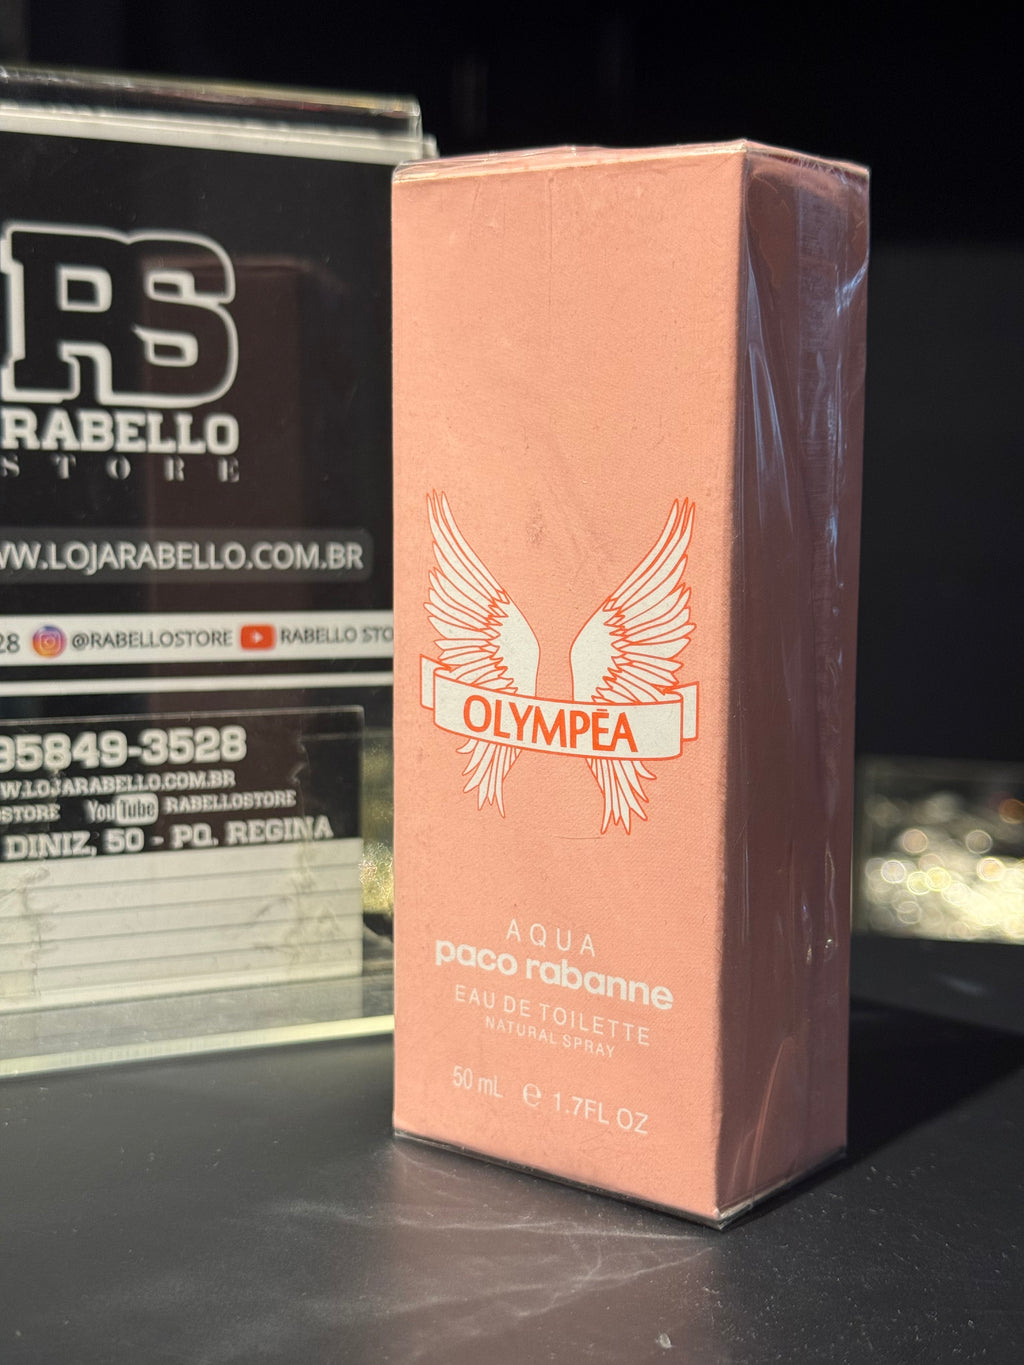 RS
RABELLO
STORE
WW.LOJARABELLO.COM.BR
28 @RABELLOSTORE RABELLO STO
95849-3528
W.LOJARABELLO.COM.BR
STORE YouTube RABELLOSTORE
DINIZ, 50 - PQ. REGINA
OLYMPĒA
AQUA
paco rabanne
EAU DE TOILETTE
NATURAL SPRAY
50 mL ℮ 1.7FL OZ